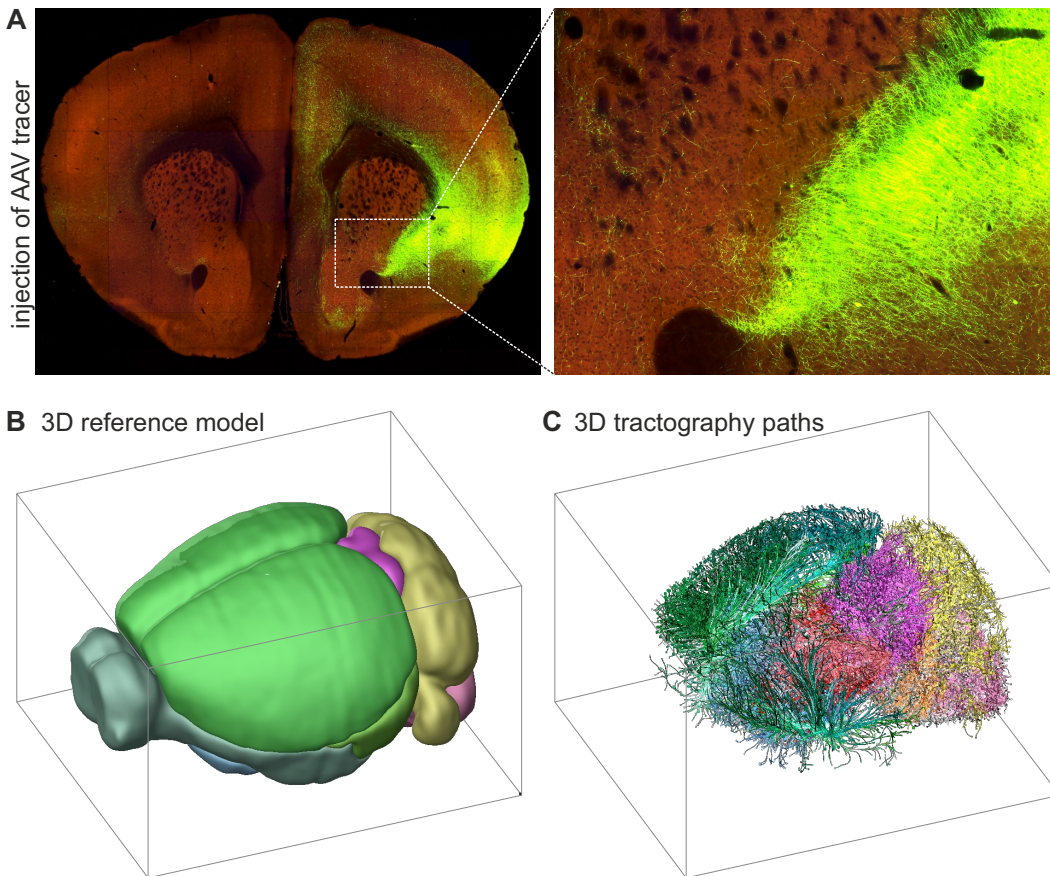 A
injection of AAV tracer
B 3D reference model
C 3D tractography paths